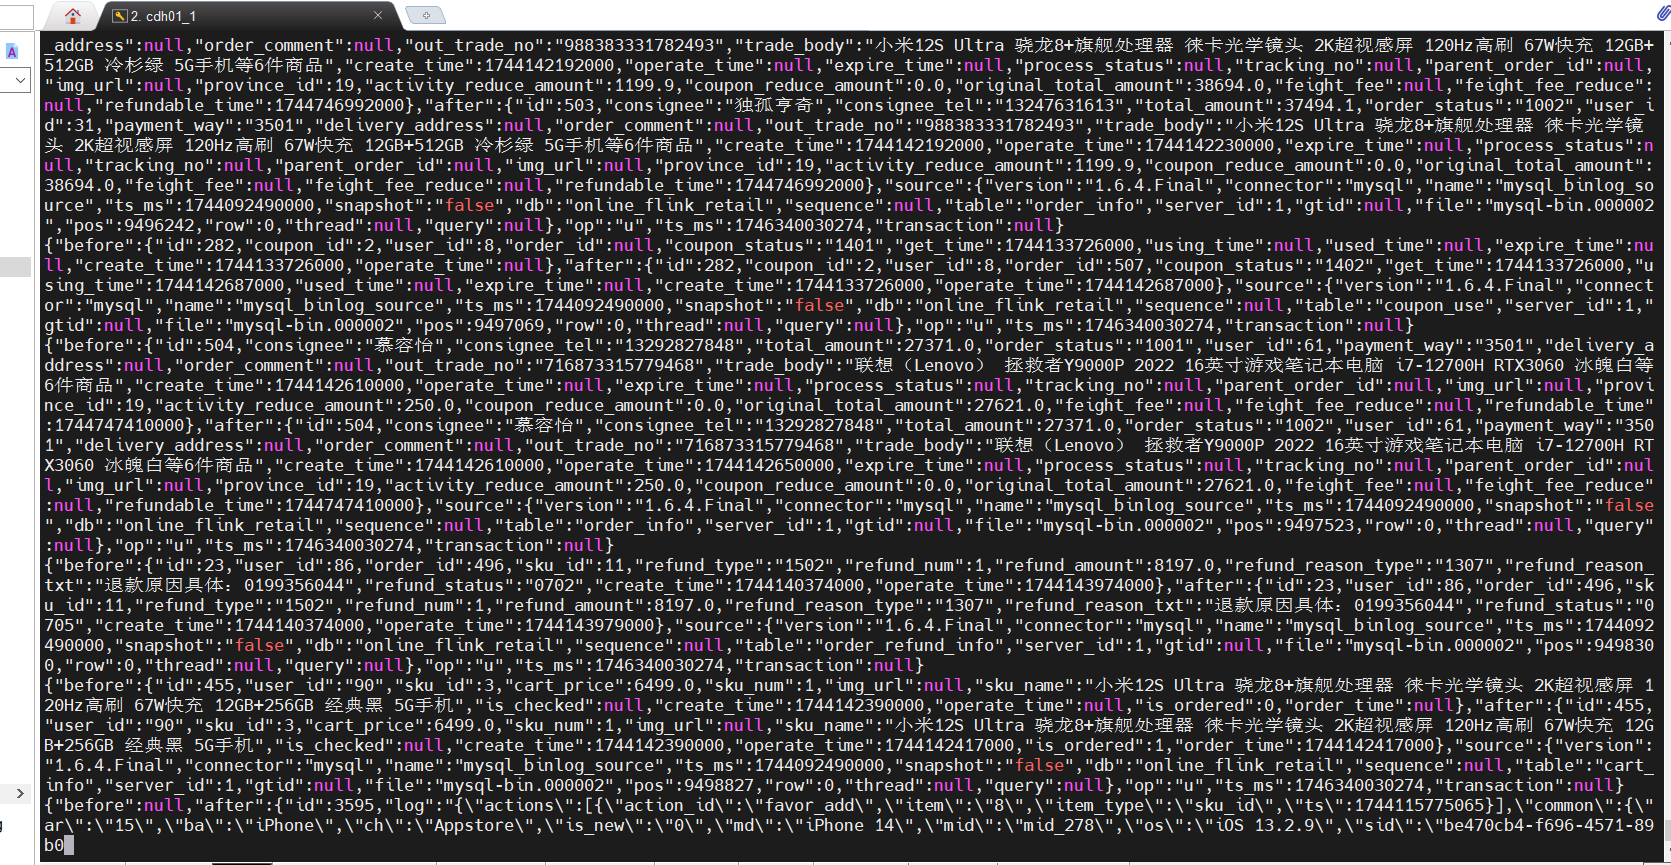 2. cdh01_1
_address":null,"order_comment":null,"out_trade_no":"988383331782493","trade_body":"小米12S Ultra 骁龙8+旗舰处理器 徕卡光学镜头 2K超视感屏 120Hz高刷 67W快充 12GB+
512GB 冷杉绿 5G手机等6件商品","create_time":1744142192000,"operate_time":null,"expire_time":null,"process_status":null,"tracking_no":null,"parent_order_id":null,
"img_url":null,"province_id":19,"activity_reduce_amount":1199.9,"coupon_reduce_amount":0.0,"original_total_amount":38694.0,"feight_fee":null,"feight_fee_reduce":
null,"refundable_time":1744746992000},"after":{"id":503,"consignee":"独孤亨奇","consignee_tel":"13247631613","total_amount":37494.1,"order_status":"1002","user_i
d":31,"payment_way":"3501","delivery_address":null,"order_comment":null,"out_trade_no":"988383331782493","trade_body":"小米12S Ultra 骁龙8+旗舰处理器 徕卡光学镜
头 2K超视感屏 120Hz高刷 67W快充 12GB+512GB 冷杉绿 5G手机等6件商品","create_time":1744142192000,"operate_time":1744142230000,"expire_time":null,"process_status":n
ull,"tracking_no":null,"parent_order_id":null,"img_url":null,"province_id":19,"activity_reduce_amount":1199.9,"coupon_reduce_amount":0.0,"original_total_amount":
38694.0,"feight_fee":null,"feight_fee_reduce":null,"refundable_time":1744746992000},"source":{"version":"1.6.4.Final","connector":"mysql","name":"mysql_binlog_so
urce","ts_ms":1744092490000,"snapshot":"false","db":"online_flink_retail","sequence":null,"table":"order_info","server_id":1,"gtid":null,"file":"mysql-bin.000002
","pos":9496242,"row":0,"thread":null,"query":null},"op":"u","ts_ms":1746340030274,"transaction":null}
{"before":{"id":282,"coupon_id":2,"user_id":8,"order_id":null,"coupon_status":"1401","get_time":1744133726000,"using_time":null,"used_time":null,"expire_time":nu
ll,"create_time":1744133726000,"operate_time":null},"after":{"id":282,"coupon_id":2,"user_id":8,"order_id":507,"coupon_status":"1402","get_time":1744133726000,"u
sing_time":1744142687000,"used_time":null,"expire_time":null,"create_time":1744133726000,"operate_time":1744142687000},"source":{"version":"1.6.4.Final","connect
or":"mysql","name":"mysql_binlog_source","ts_ms":1744092490000,"snapshot":"false","db":"online_flink_retail","sequence":null,"table":"coupon_use","server_id":1,"
gtid":null,"file":"mysql-bin.000002","pos":9497069,"row":0,"thread":null,"query":null},"op":"u","ts_ms":1746340030274,"transaction":null}
{"before":{"id":504,"consignee":"慕容怡","consignee_tel":"13292827848","total_amount":27371.0,"order_status":"1001","user_id":61,"payment_way":"3501","delivery_a
ddress":null,"order_comment":null,"out_trade_no":"716873315779468","trade_body":"联想（Lenovo） 拯救者Y9000P 2022 16英寸游戏笔记本电脑 i7-12700H RTX3060 冰魄白等
6件商品","create_time":1744142610000,"operate_time":null,"expire_time":null,"process_status":null,"tracking_no":null,"parent_order_id":null,"img_url":null,"provi
nce_id":19,"activity_reduce_amount":250.0,"coupon_reduce_amount":0.0,"original_total_amount":27621.0,"feight_fee":null,"feight_fee_reduce":null,"refundable_time"
:1744747410000},"after":{"id":504,"consignee":"慕容怡","consignee_tel":"13292827848","total_amount":27371.0,"order_status":"1002","user_id":61,"payment_way":"350
1","delivery_address":null,"order_comment":null,"out_trade_no":"716873315779468","trade_body":"联想（Lenovo） 拯救者Y9000P 2022 16英寸游戏笔记本电脑 i7-12700H RT
X3060 冰魄白等6件商品","create_time":1744142610000,"operate_time":1744142650000,"expire_time":null,"process_status":null,"tracking_no":null,"parent_order_id":nul
l,"img_url":null,"province_id":19,"activity_reduce_amount":250.0,"coupon_reduce_amount":0.0,"original_total_amount":27621.0,"feight_fee":null,"feight_fee_reduce"
:null,"refundable_time":1744747410000},"source":{"version":"1.6.4.Final","connector":"mysql","name":"mysql_binlog_source","ts_ms":1744092490000,"snapshot":"false
","db":"online_flink_retail","sequence":null,"table":"order_info","server_id":1,"gtid":null,"file":"mysql-bin.000002","pos":9497523,"row":0,"thread":null,"query"
:null},"op":"u","ts_ms":1746340030274,"transaction":null}
{"before":{"id":23,"user_id":86,"order_id":496,"sku_id":11,"refund_type":"1502","refund_num":1,"refund_amount":8197.0,"refund_reason_type":"1307","refund_reason_
txt":"退款原因具体：0199356044","refund_status":"0702","create_time":1744140374000,"operate_time":1744143974000},"after":{"id":23,"user_id":86,"order_id":496,"sk
u_id":11,"refund_type":"1502","refund_num":1,"refund_amount":8197.0,"refund_reason_type":"1307","refund_reason_txt":"退款原因具体：0199356044","refund_status":"0
705","create_time":1744140374000,"operate_time":1744143979000},"source":{"version":"1.6.4.Final","connector":"mysql","name":"mysql_binlog_source","ts_ms":1744092
490000,"snapshot":"false","db":"online_flink_retail","sequence":null,"table":"order_refund_info","server_id":1,"gtid":null,"file":"mysql-bin.000002","pos":949830
0,"row":0,"thread":null,"query":null},"op":"u","ts_ms":1746340030274,"transaction":null}
{"before":{"id":455,"user_id":"90","sku_id":3,"cart_price":6499.0,"sku_num":1,"img_url":null,"sku_name":"小米12S Ultra 骁龙8+旗舰处理器 徕卡光学镜头 2K超视感屏 1
20Hz高刷 67W快充 12GB+256GB 经典黑 5G手机","is_checked":null,"create_time":1744142390000,"operate_time":null,"is_ordered":0,"order_time":null},"after":{"id":455,
"user_id":"90","sku_id":3,"cart_price":6499.0,"sku_num":1,"img_url":null,"sku_name":"小米12S Ultra 骁龙8+旗舰处理器 徕卡光学镜头 2K超视感屏 120Hz高刷 67W快充 12G
B+256GB 经典黑 5G手机","is_checked":null,"create_time":1744142390000,"operate_time":1744142417000,"is_ordered":1,"order_time":1744142417000},"source":{"version":
"1.6.4.Final","connector":"mysql","name":"mysql_binlog_source","ts_ms":1744092490000,"snapshot":"false","db":"online_flink_retail","sequence":null,"table":"cart_
info","server_id":1,"gtid":null,"file":"mysql-bin.000002","pos":9498827,"row":0,"thread":null,"query":null},"op":"u","ts_ms":1746340030274,"transaction":null}
{"before":null,"after":{"id":3595,"log":"{\"actions\":[{\"action_id\":\"favor_add\",\"item\":\"8\",\"item_type\":\"sku_id\",\"ts\":1744115775065}],\"common\":{\"
ar\":\"15\",\"ba\":\"iPhone\",\"ch\":\"Appstore\",\"is_new\":\"0\",\"md\":\"iPhone 14\",\"mid\":\"mid_278\",\"os\":\"iOS 13.2.9\",\"sid\":\"be470cb4-f696-4571-89
b0